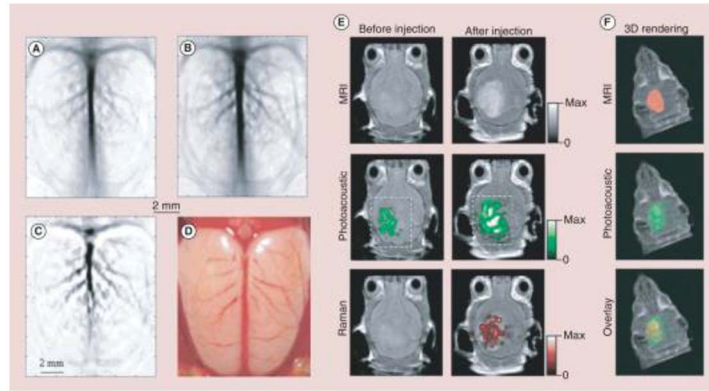 A
B
2 mm
C
D
2 mm
E
Before injection
After injection
MRI
Max
0
Photoacoustic
Max
0
Raman
Max
0
F
3D rendering
MRI
Photoacoustic
Overlay